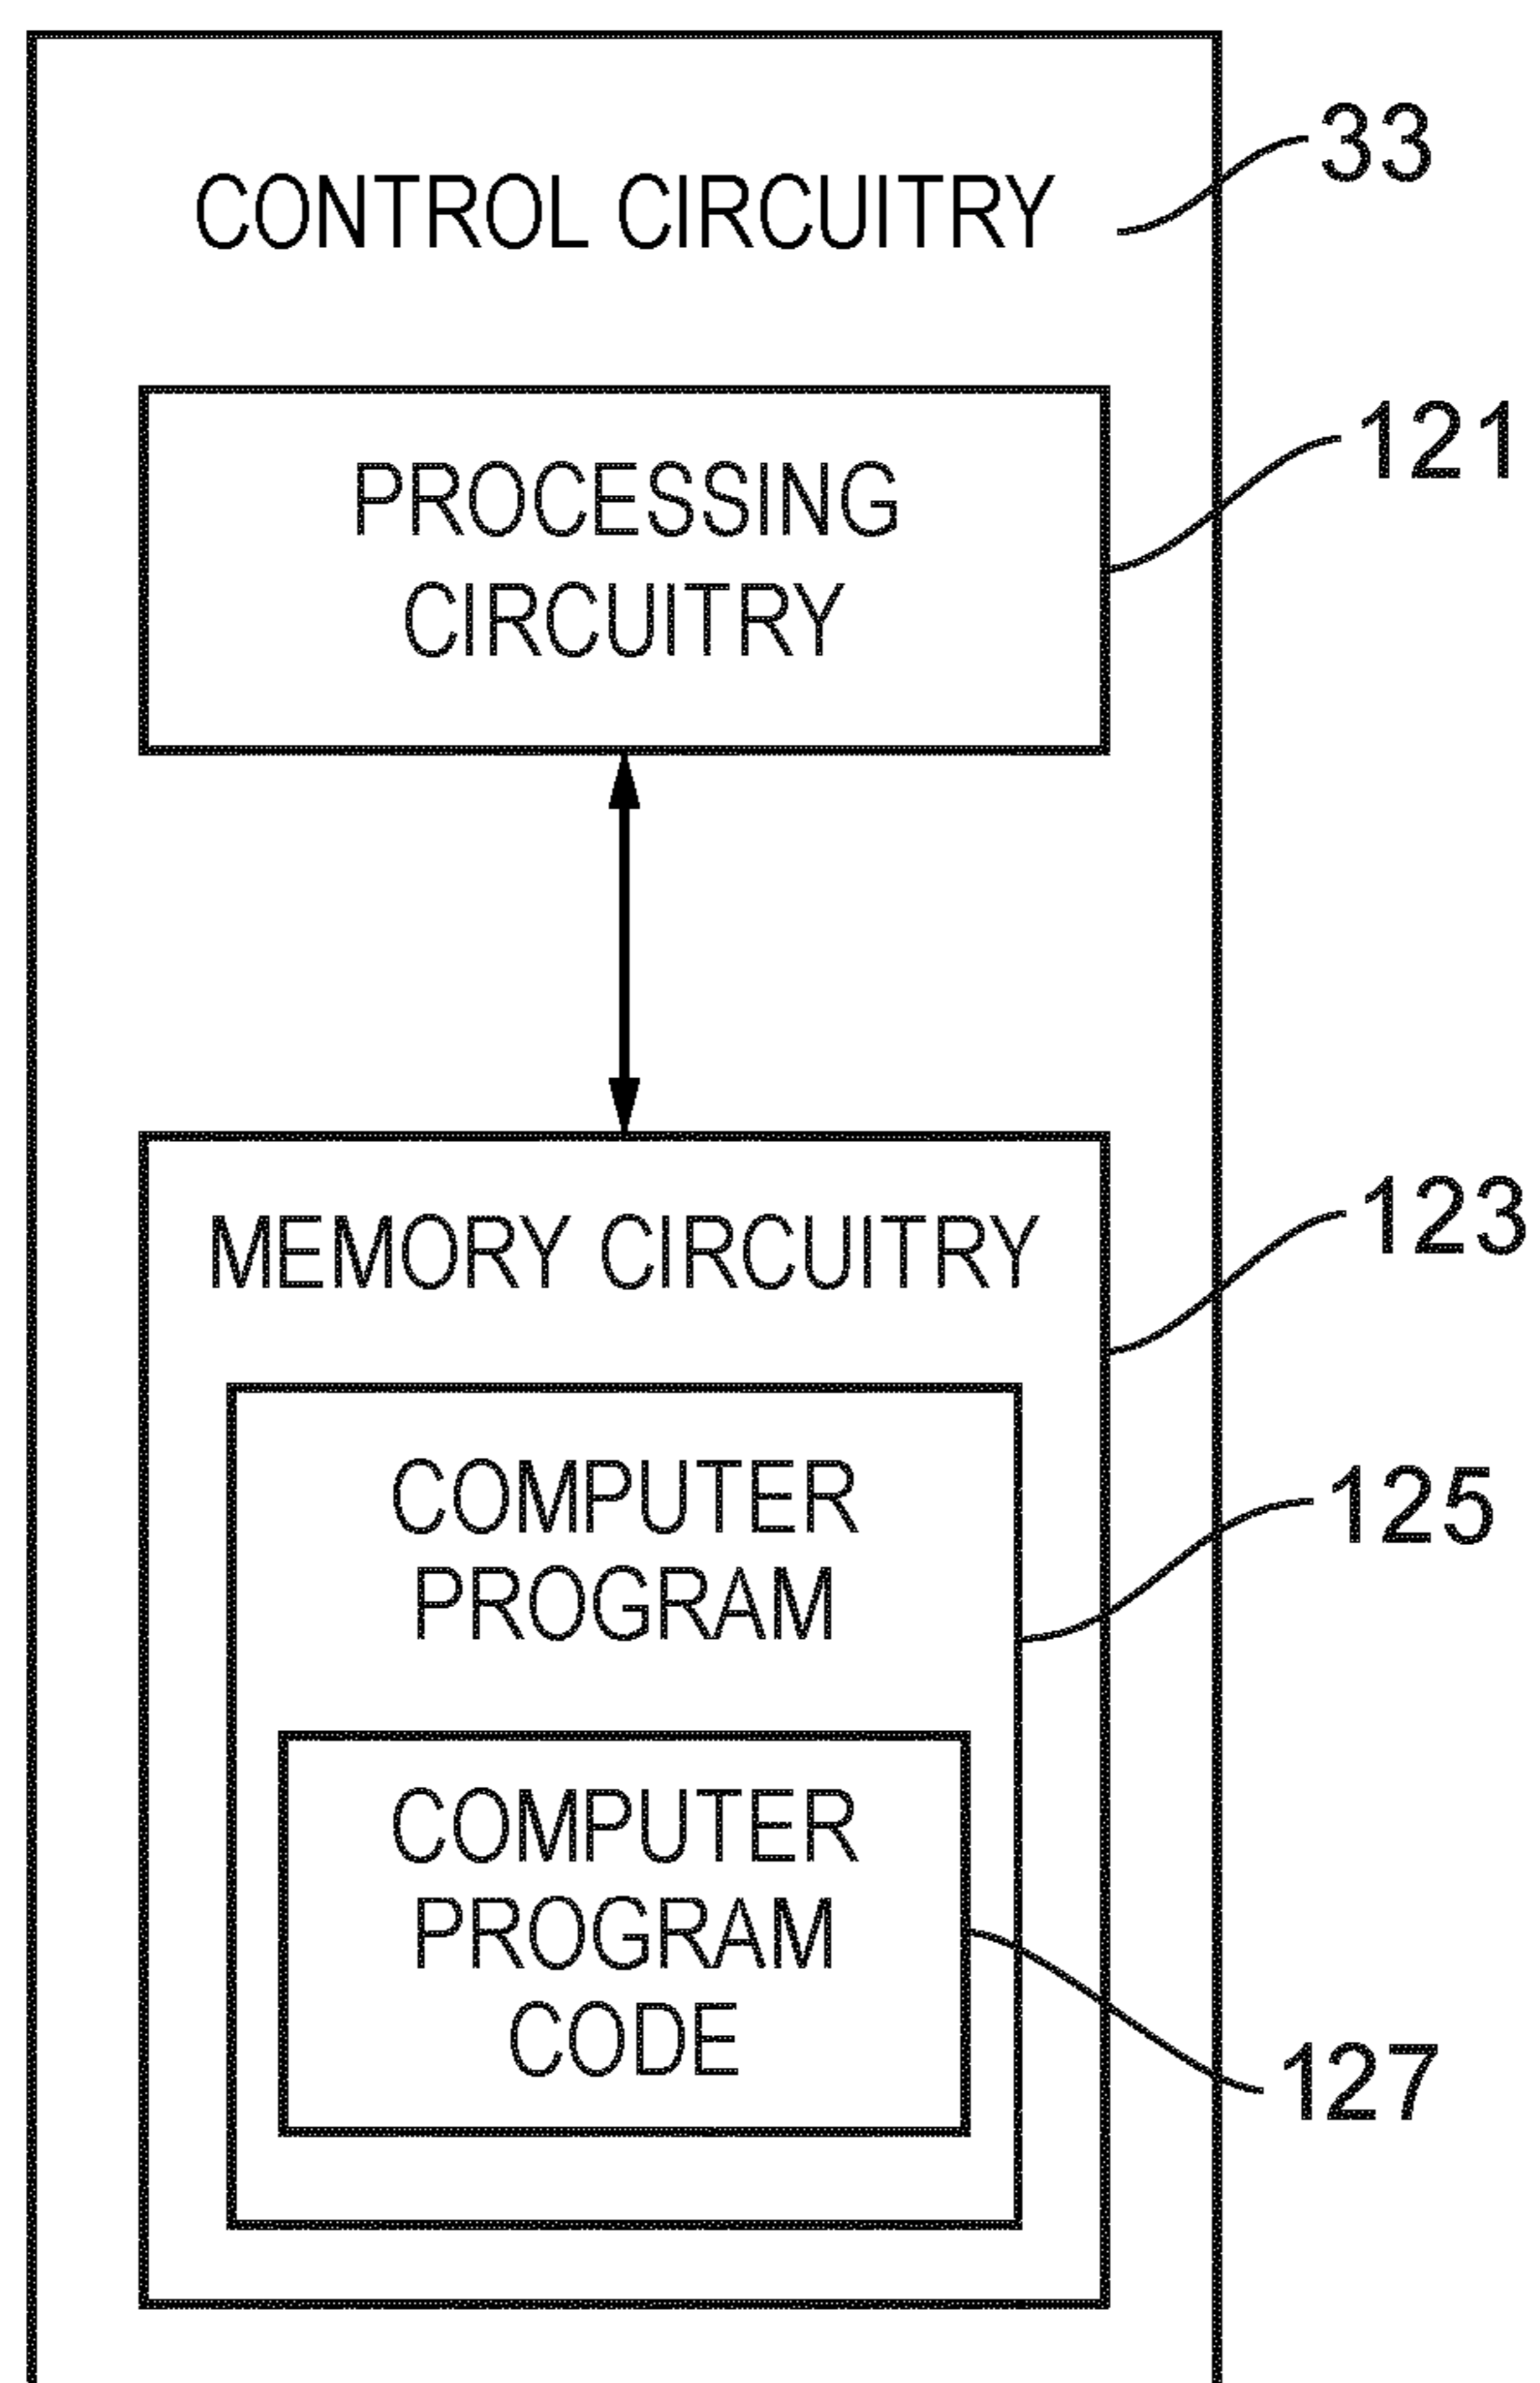 33
CONTROL CIRCUITRY
121
PROCESSING
CIRCUITRY
123
MEMORY CIRCUITRY
125
COMPUTER
PROGRAM
COMPUTER
PROGRAM
CODE
127